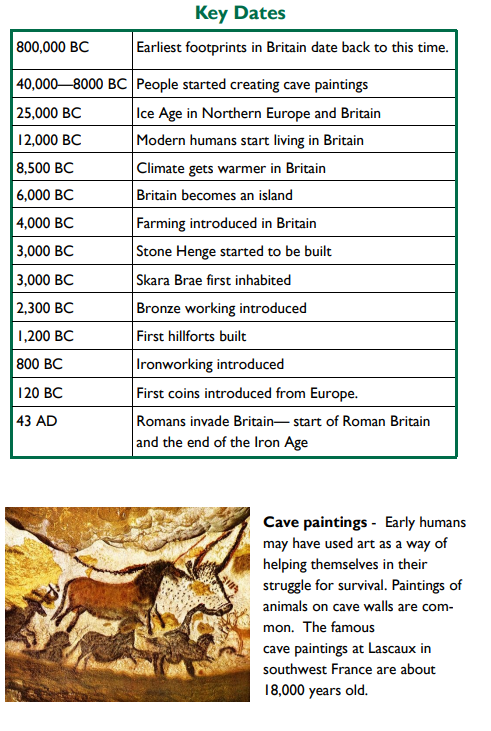 Key Dates
800,000 BC Earliest footprints in Britain date back to this time.
40,000—8000 BC People started creating cave paintings
25,000 BC Ice Age in Northern Europe and Britain
12,000 BC Modern humans start living in Britain
8,500 BC Climate gets warmer in Britain
6,000 BC Britain becomes an island
4,000 BC Farming introduced in Britain
3,000 BC Stone Henge started to be built
3,000 BC Skara Brae first inhabited
2,300 BC Bronze working introduced
1,200 BC First hillforts built
800 BC Ironworking introduced
120 BC First coins introduced from Europe.
43 AD Romans invade Britain— start of Roman Britain
and the end of the Iron Age
Cave paintings - Early humans
may have used art as a way of
helping themselves in their
struggle for survival. Paintings of
animals on cave walls are com-
mon. The famous
cave paintings at Lascaux in
southwest France are about
18,000 years old.